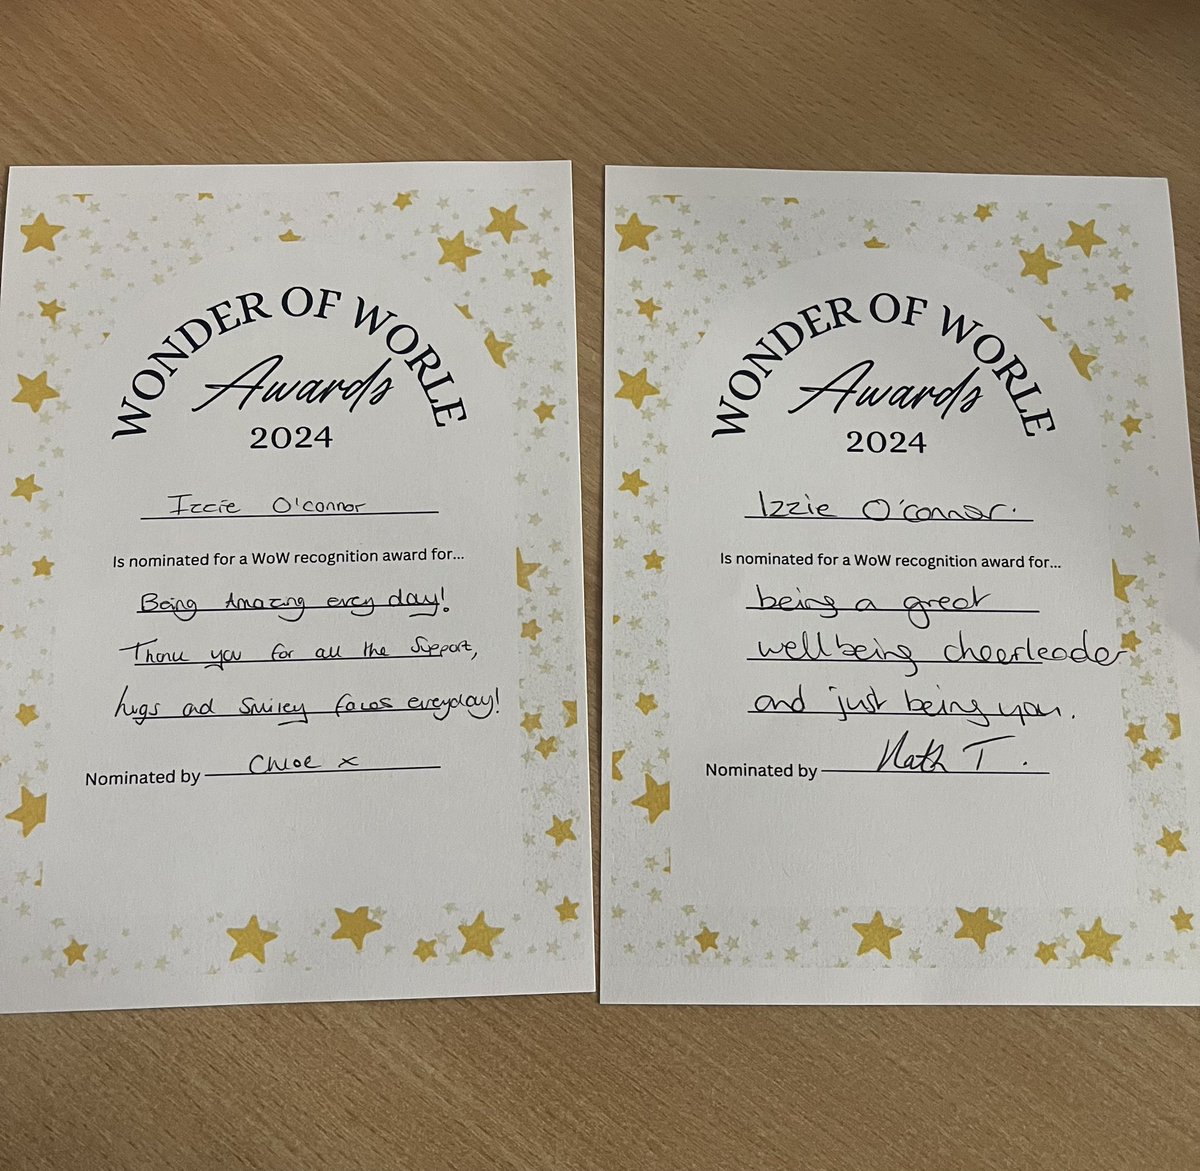 WONDER OF WORLE
Awards
2024
Izzie O'connor
Is nominated for a WoW recognition award for...
Being Amazing every day!
Thank you for all the support,
hugs and smiley faces everyday!
Nominated by Chloe x
WONDER OF WORLE
Awards
2024
Izzie O'connor.
Is nominated for a WoW recognition award for...
being a great
wellbeing cheerleader
and just being you.
Nominated by Kath T.